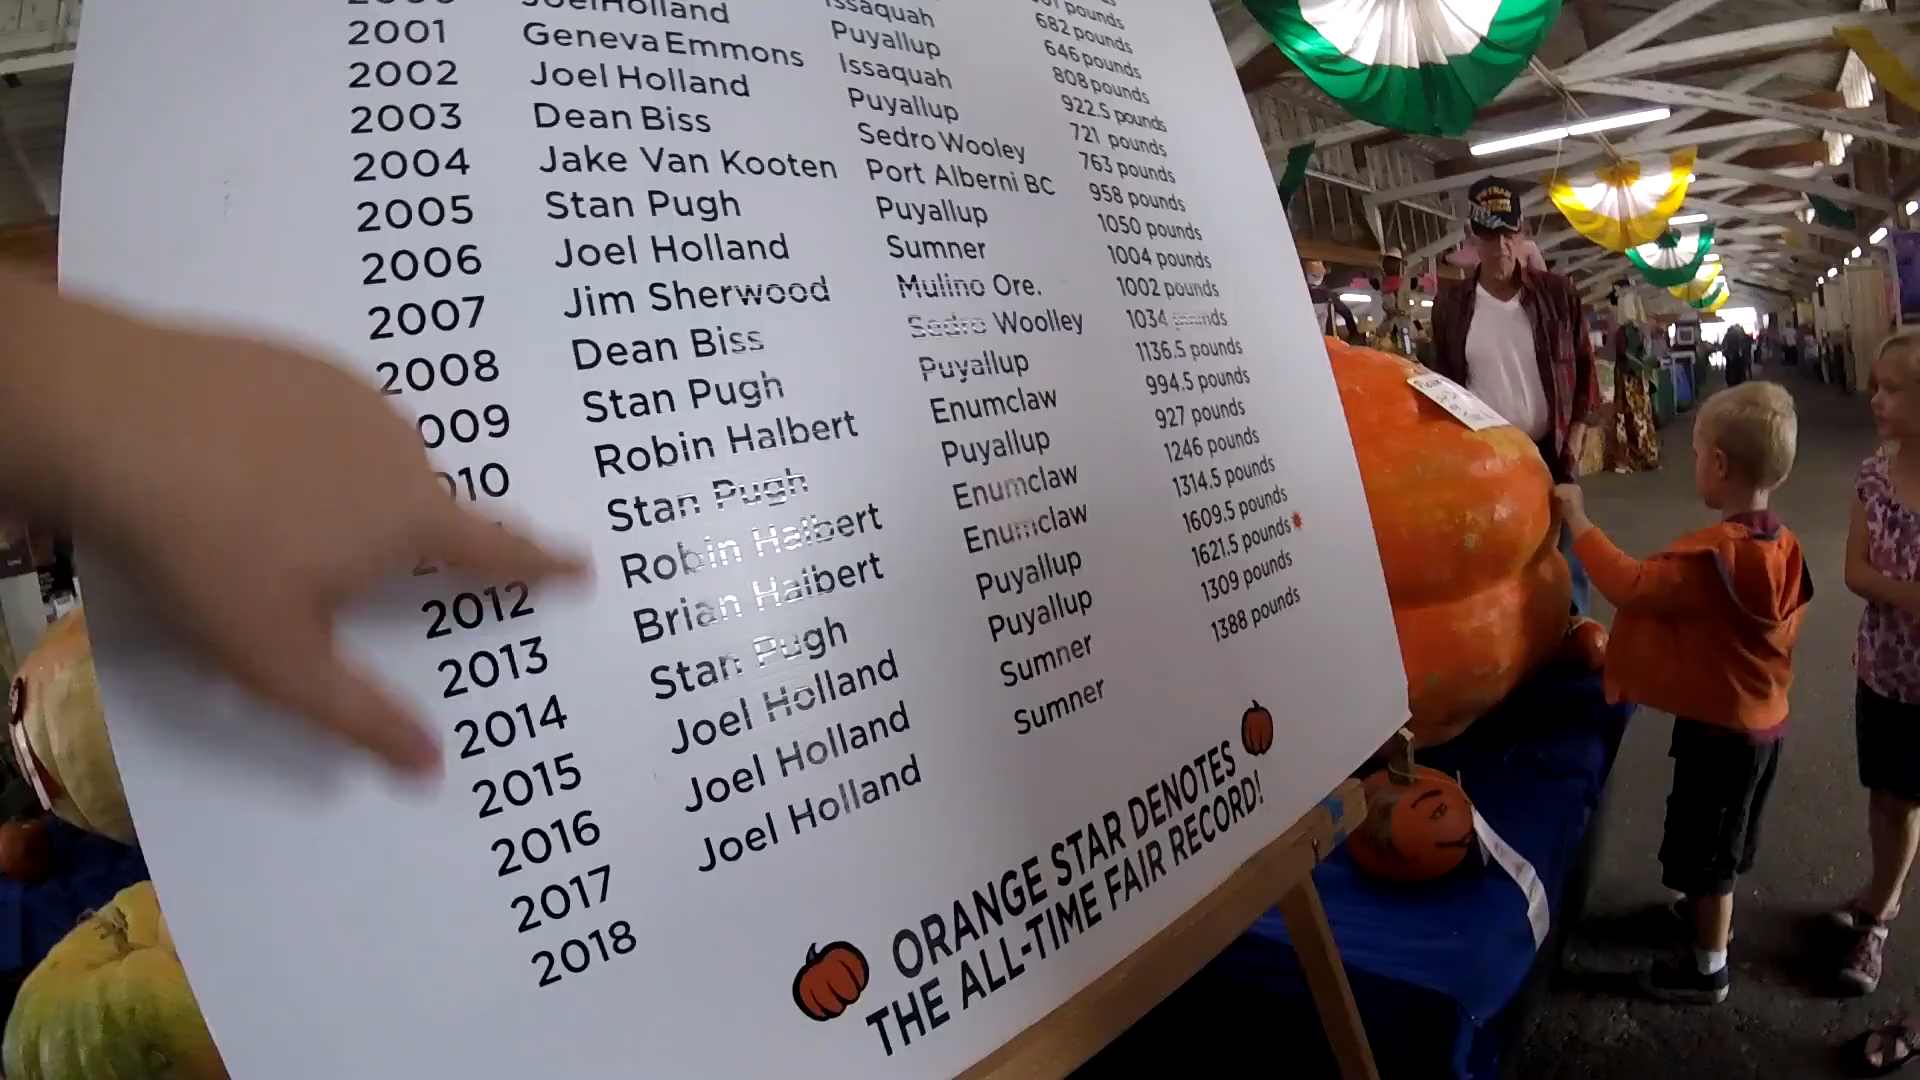 Issaquah 646 pounds
2001 Joel Holland Puyallup 808 pounds
2002 Geneva Emmons Issaquah 922.5 pounds
2003 Joel Holland Puyallup 721 pounds
2004 Dean Biss Sedro Wooley 763 pounds
2005 Jake Van Kooten Port Alberni BC 958 pounds
2006 Stan Pugh Puyallup 1050 pounds
2007 Joel Holland Sumner 1004 pounds
2008 Jim Sherwood Mulino Ore. 1002 pounds
009 Dean Biss Sedro Woolley 1034 pounds
10 Stan Pugh Puyallup 1136.5 pounds
Robin Halbert Enumclaw 994.5 pounds
2012 Stan Pugh Puyallup 927 pounds
2013 Robin Halbert Enumclaw 1246 pounds
2014 Brian Halbert Enumclaw 1314.5 pounds
2015 Stan Pugh Puyallup 1609.5 pounds
2016 Joel Holland Puyallup 1621.5 pounds
2017 Joel Holland Sumner 1309 pounds
2018 Joel Holland Sumner 1388 pounds
ORANGE STAR DENOTES
THE ALL-TIME FAIR RECORD!